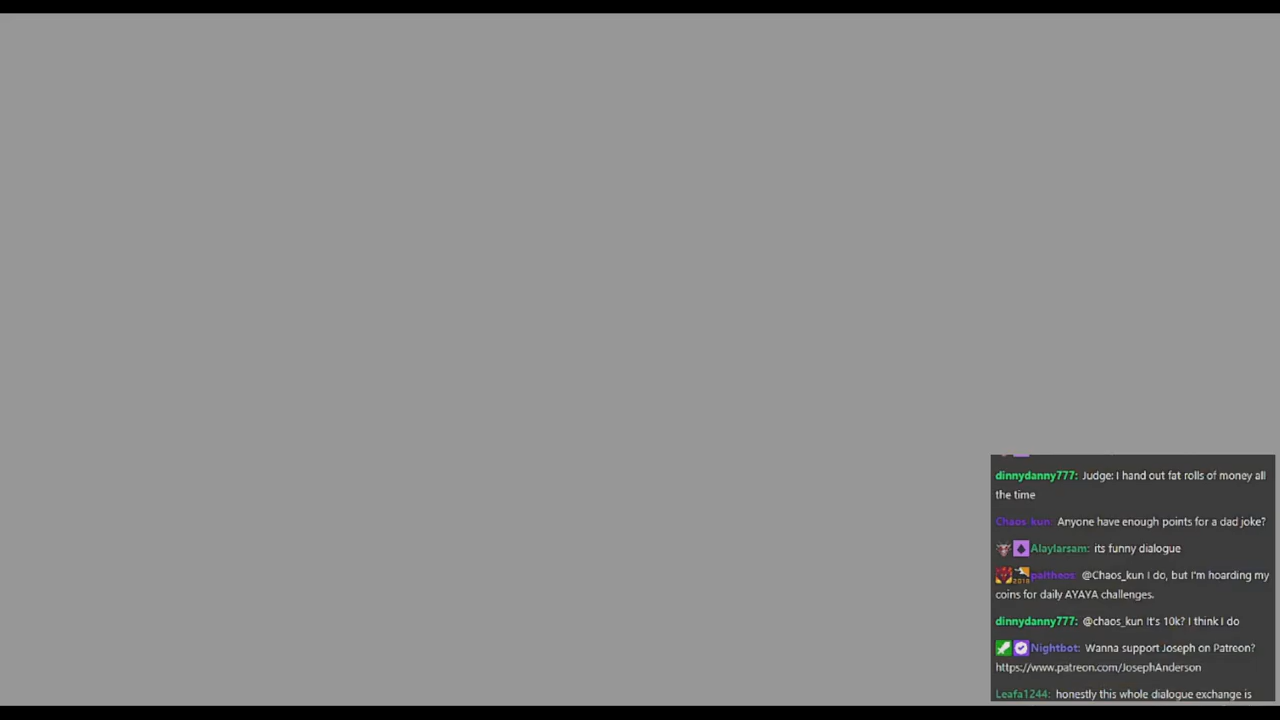 dinnydanny777: Judge: I hand out fat rolls of money all
the time
Chaos_kun: Anyone have enough points for a dad joke?
Alaylarsam: its funny dialogue
paltheos: @Chaos_kun I do, but I'm hoarding my
coins for daily AYAYA challenges.
dinnydanny777: @chaos_kun It's 10k? I think I do
Nightbot: Wanna support Joseph on Patreon?
https://www.patreon.com/JosephAnderson
Leafa1244: honestly this whole dialogue exchange is